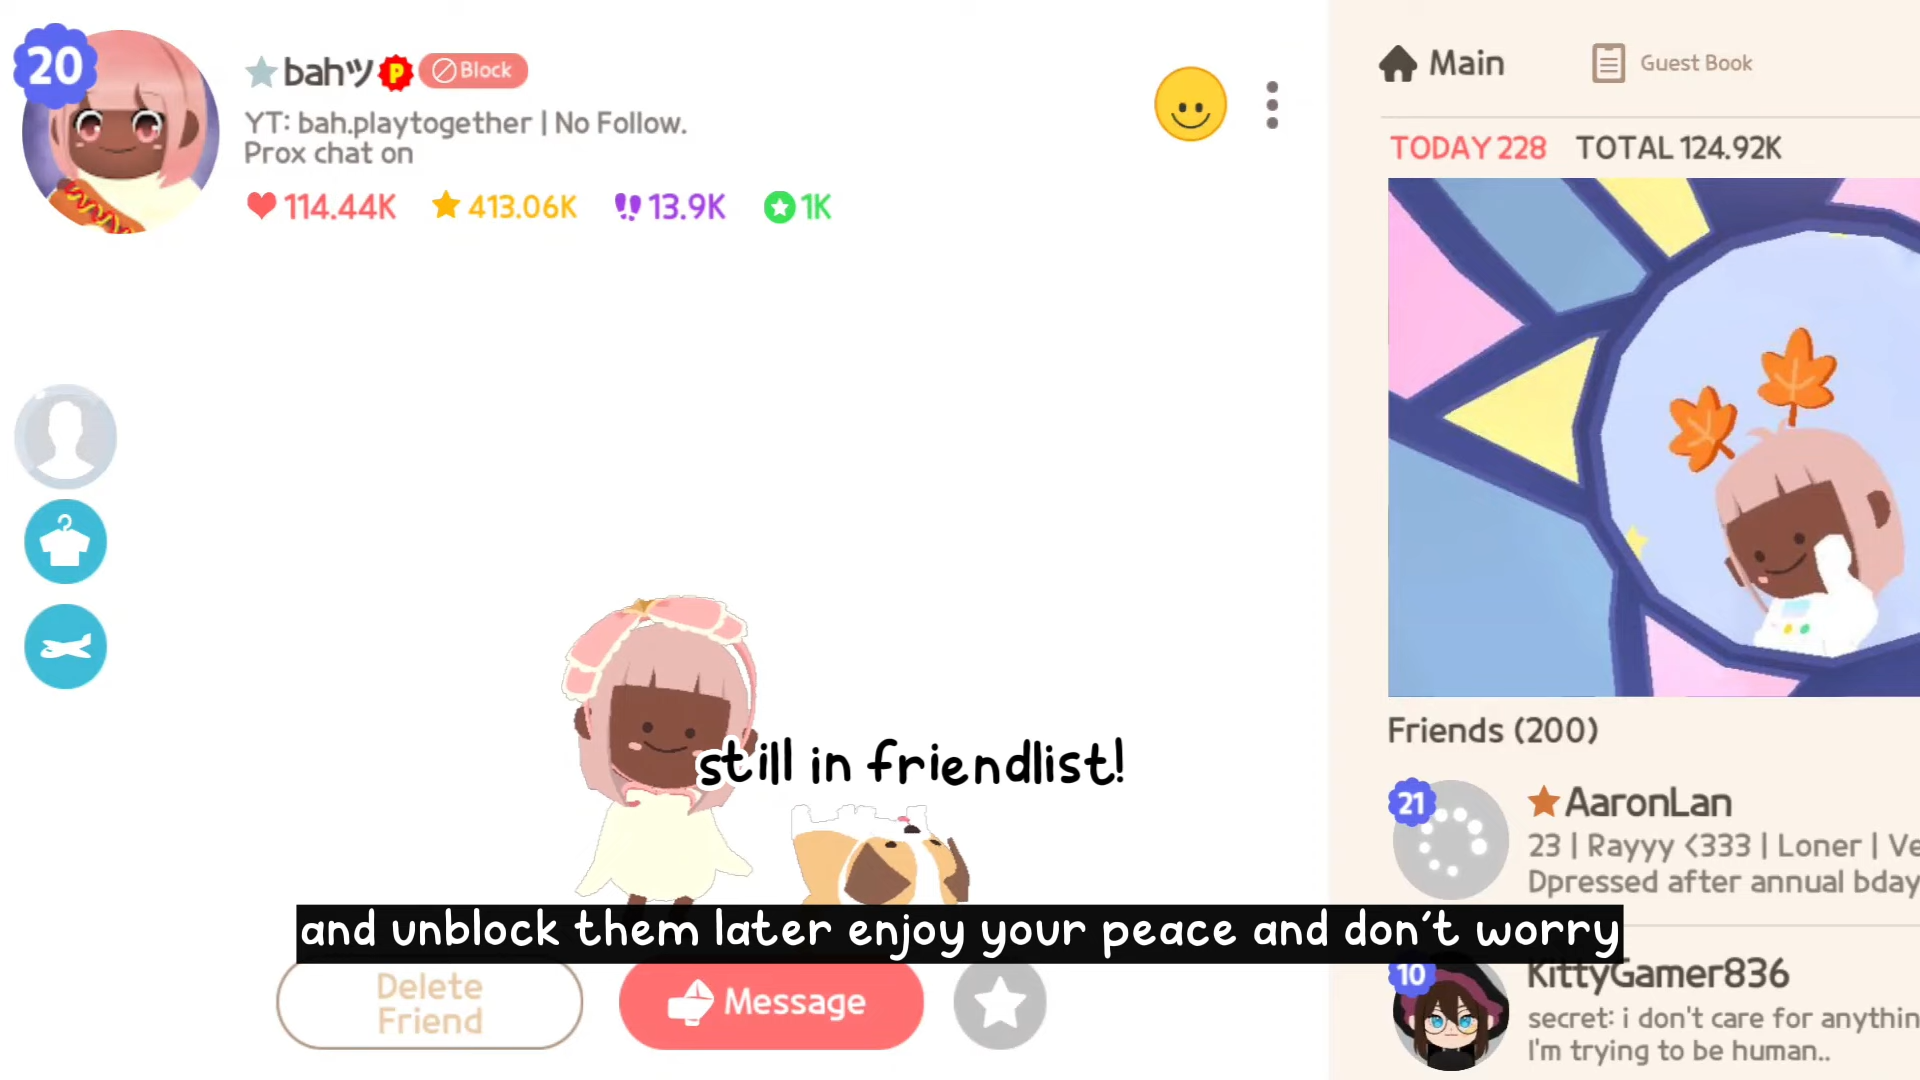 20
bahツ P Block
YT: bah.playtogether | No Follow.
Prox chat on
114.44K 413.06K 13.9K 1K
Main
Guest Book
TODAY 228 TOTAL 124.92K
Friends (200)
21
AaronLan
23 | Rayyy <333 | Loner | Ve
Dpressed after annual bday
10
KittyGamer836
secret: i don't care for anythin
I'm trying to be human..
still in friendlist!
and unblock them later enjoy your peace and don't worry
Delete
Friend
Message